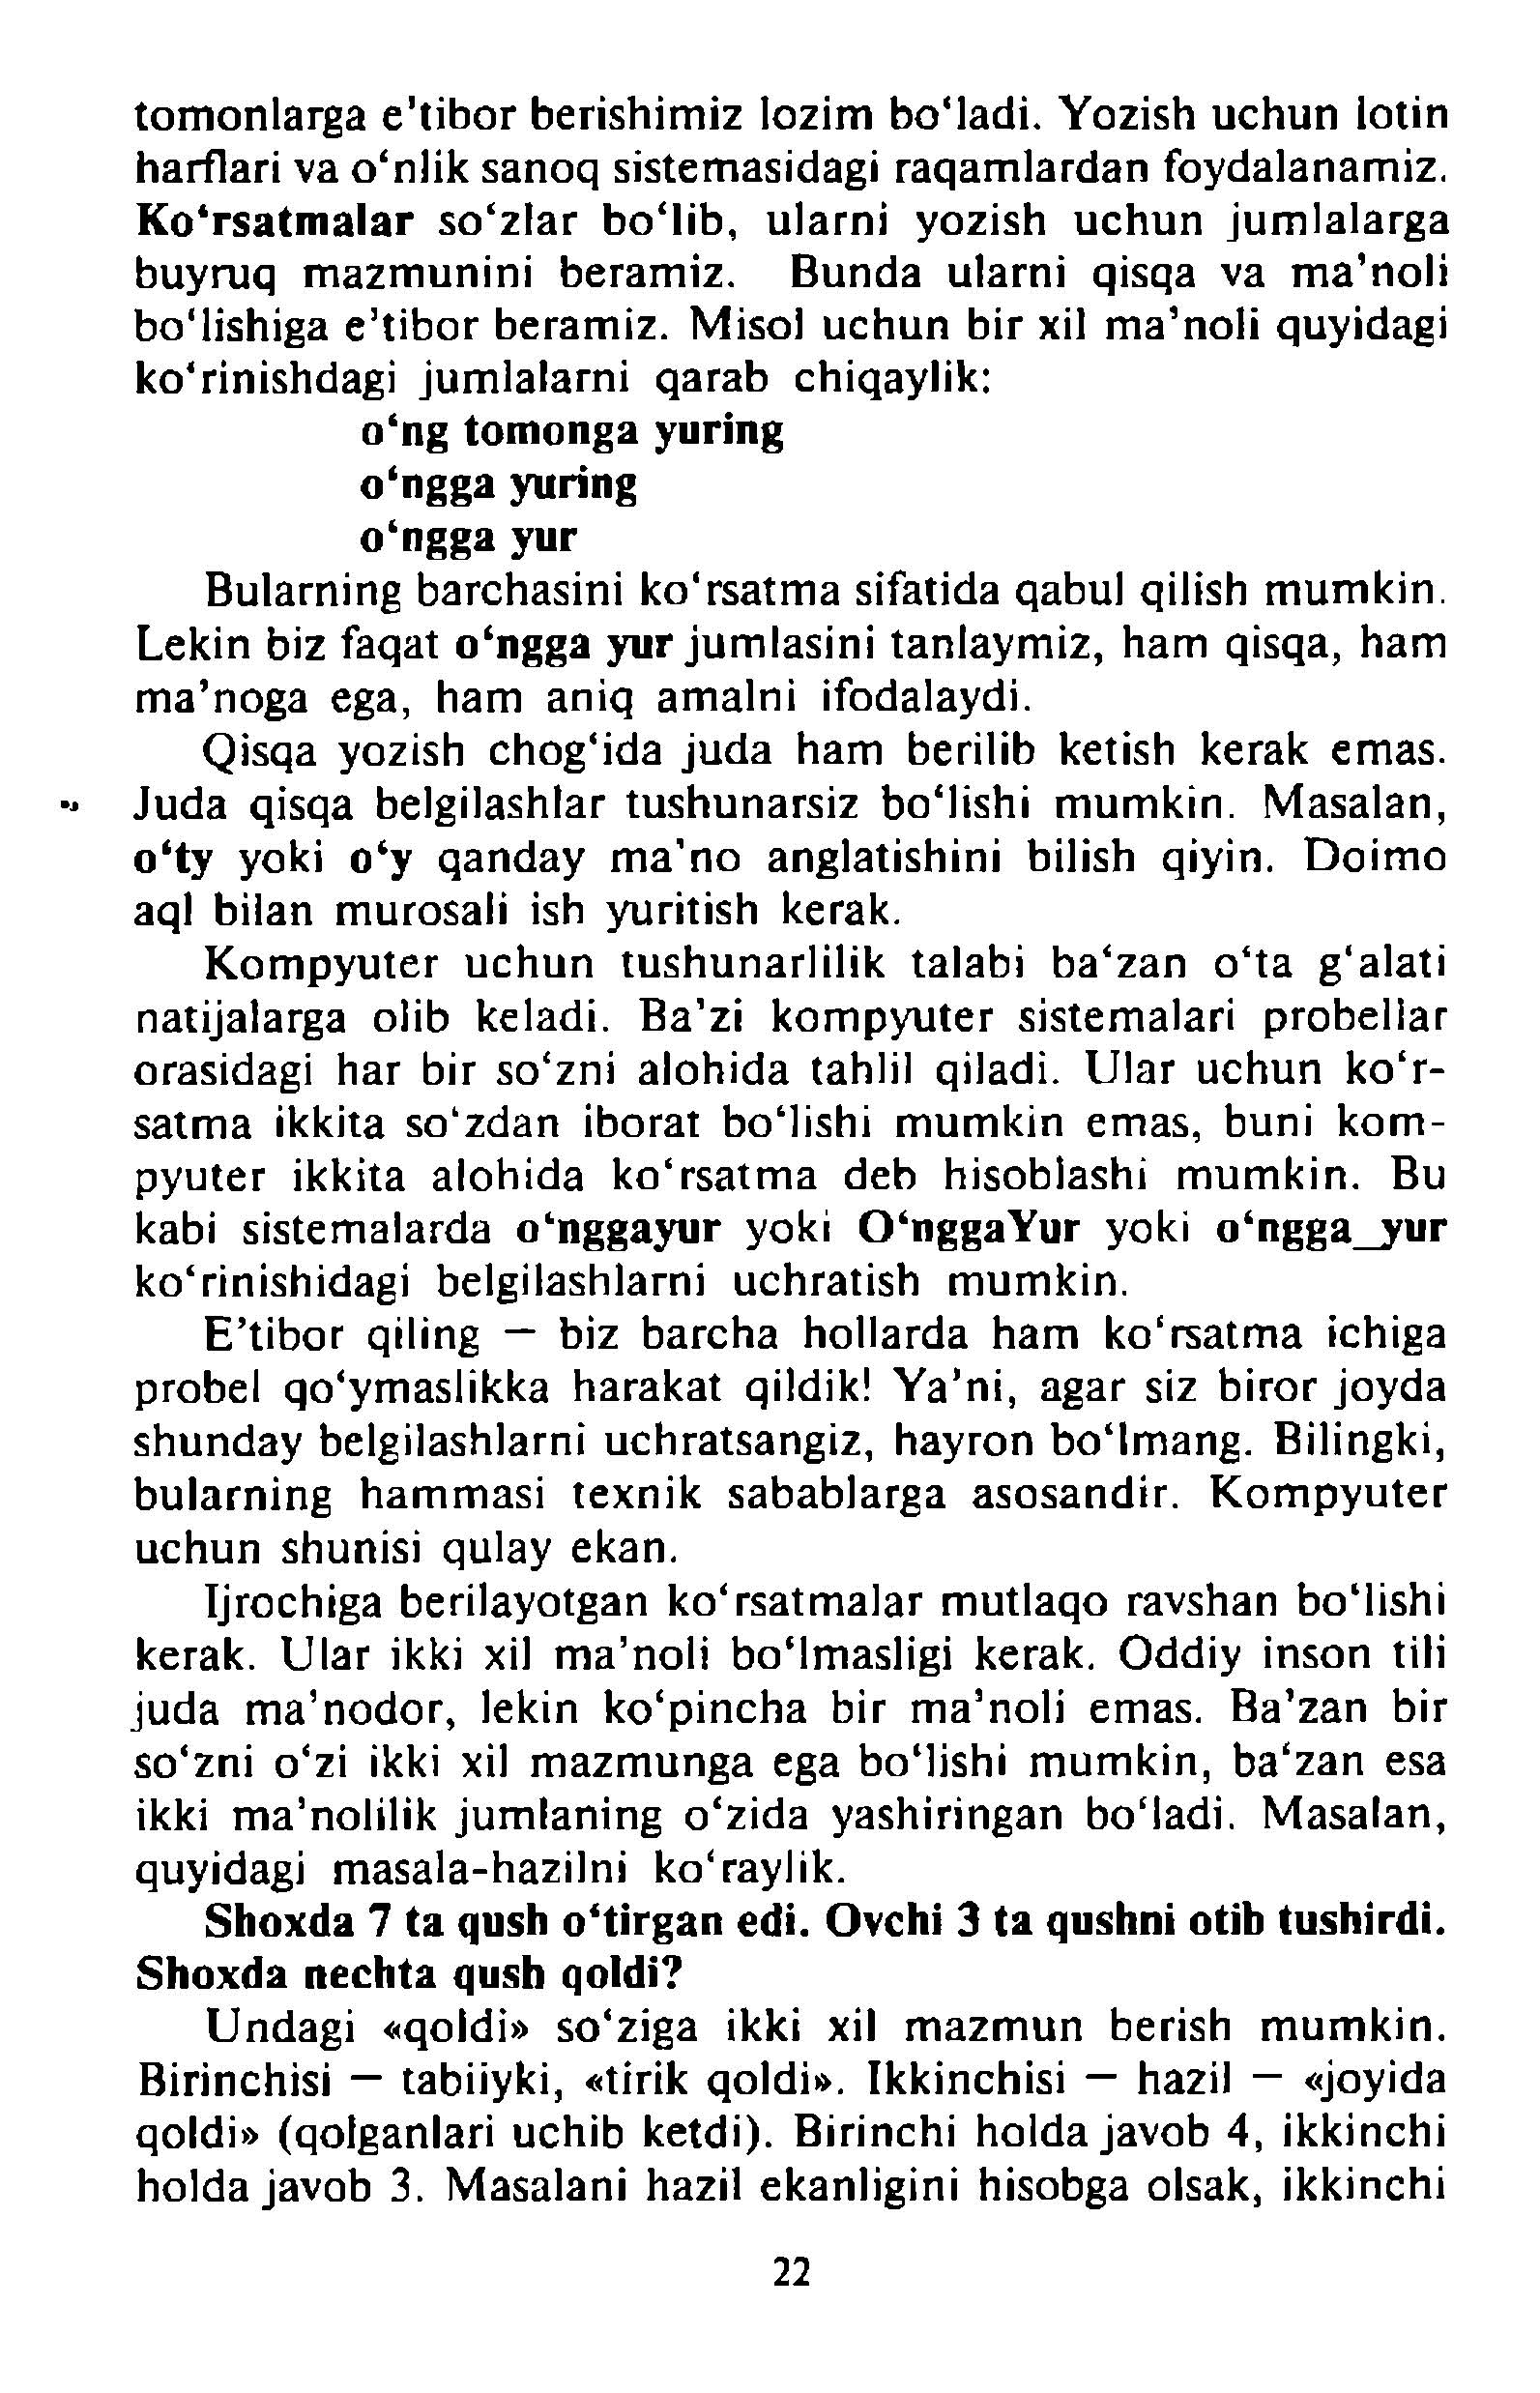 tomonlarga e’tibor berishimiz lozim bo‘ladi. Yozish uchun lotin
harflari va o‘nlik sanoq sistemasidagi raqamlardan foydalanamiz.
Ko‘rsatmalar so‘zlar bo‘lib, ularni yozish uchun jumlalarga
buyruq mazmunini beramiz. Bunda ularni qisqa va ma’noli
bo‘lishiga e’tibor beramiz. Misol uchun bir xil ma’noli quyidagi
ko‘rinishdagi jumlalarni qarab chiqaylik:
o‘ng tomonga yuring
o‘ngga yuring
o‘ngga yur
Bularning barchasini ko‘rsatma sifatida qabul qilish mumkin.
Lekin biz faqat o‘ngga yur jumlasini tanlaymiz, ham qisqa, ham
ma’noga ega, ham aniq amalni ifodalaydi.
Qisqa yozish chog‘ida juda ham berilib ketish kerak emas.
Juda qisqa belgilashlar tushunarsiz bo‘lishi mumkin. Masalan,
o‘ty yoki o‘y qanday ma’no anglatishini bilish qiyin. Doimo
aql bilan murosali ish yuritish kerak.
Kompyuter uchun tushunarlilik talabi ba‘zan o‘ta g‘alati
natijalarga olib keladi. Ba’zi kompyuter sistemalari probellar
orasidagi har bir so‘zni alohida tahlil qiladi. Ular uchun ko‘r-
satma ikkita so‘zdan iborat bo‘lishi mumkin emas, buni kom-
pyuter ikkita alohida ko‘rsatma deb hisoblashi mumkin. Bu
kabi sistemalarda o‘nggayur yoki O‘nggaYur yoki o‘ngga_yur
ko‘rinishidagi belgilashlarni uchratish mumkin.
E’tibor qiling — biz barcha hollarda ham ko‘rsatma ichiga
probel qo‘ymaslikka harakat qildik! Ya’ni, agar siz biror joyda
shunday belgilashlarni uchratsangiz, hayron bo‘lmang. Bilingki,
bularning hammasi texnik sabablarga asosandir. Kompyuter
uchun shunisi qulay ekan.
Ijrochiga berilayotgan ko‘rsatmalar mutlaqo ravshan bo‘lishi
kerak. Ular ikki xil ma’noli bo‘lmasligi kerak. Oddiy inson tili
juda ma’nodor, lekin ko‘pincha bir ma’noli emas. Ba’zan bir
so‘zni o‘zi ikki xil mazmunga ega bo‘lishi mumkin, ba‘zan esa
ikki ma’nolilik jumlaning o‘zida yashiringan bo‘ladi. Masalan,
quyidagi masala-hazilni ko‘raylik.
Shoxda 7 ta qush o‘tirgan edi. Ovchi 3 ta qushni otib tushirdi.
Shoxda nechta qush qoldi?
Undagi «qoldi» so‘ziga ikki xil mazmun berish mumkin.
Birinchisi — tabiiyki, «tirik qoldi». Ikkinchisi — hazil — «joyida
qoldi» (qolganlari uchib ketdi). Birinchi holda javob 4, ikkinchi
holda javob 3. Masalani hazil ekanligini hisobga olsak, ikkinchi
22